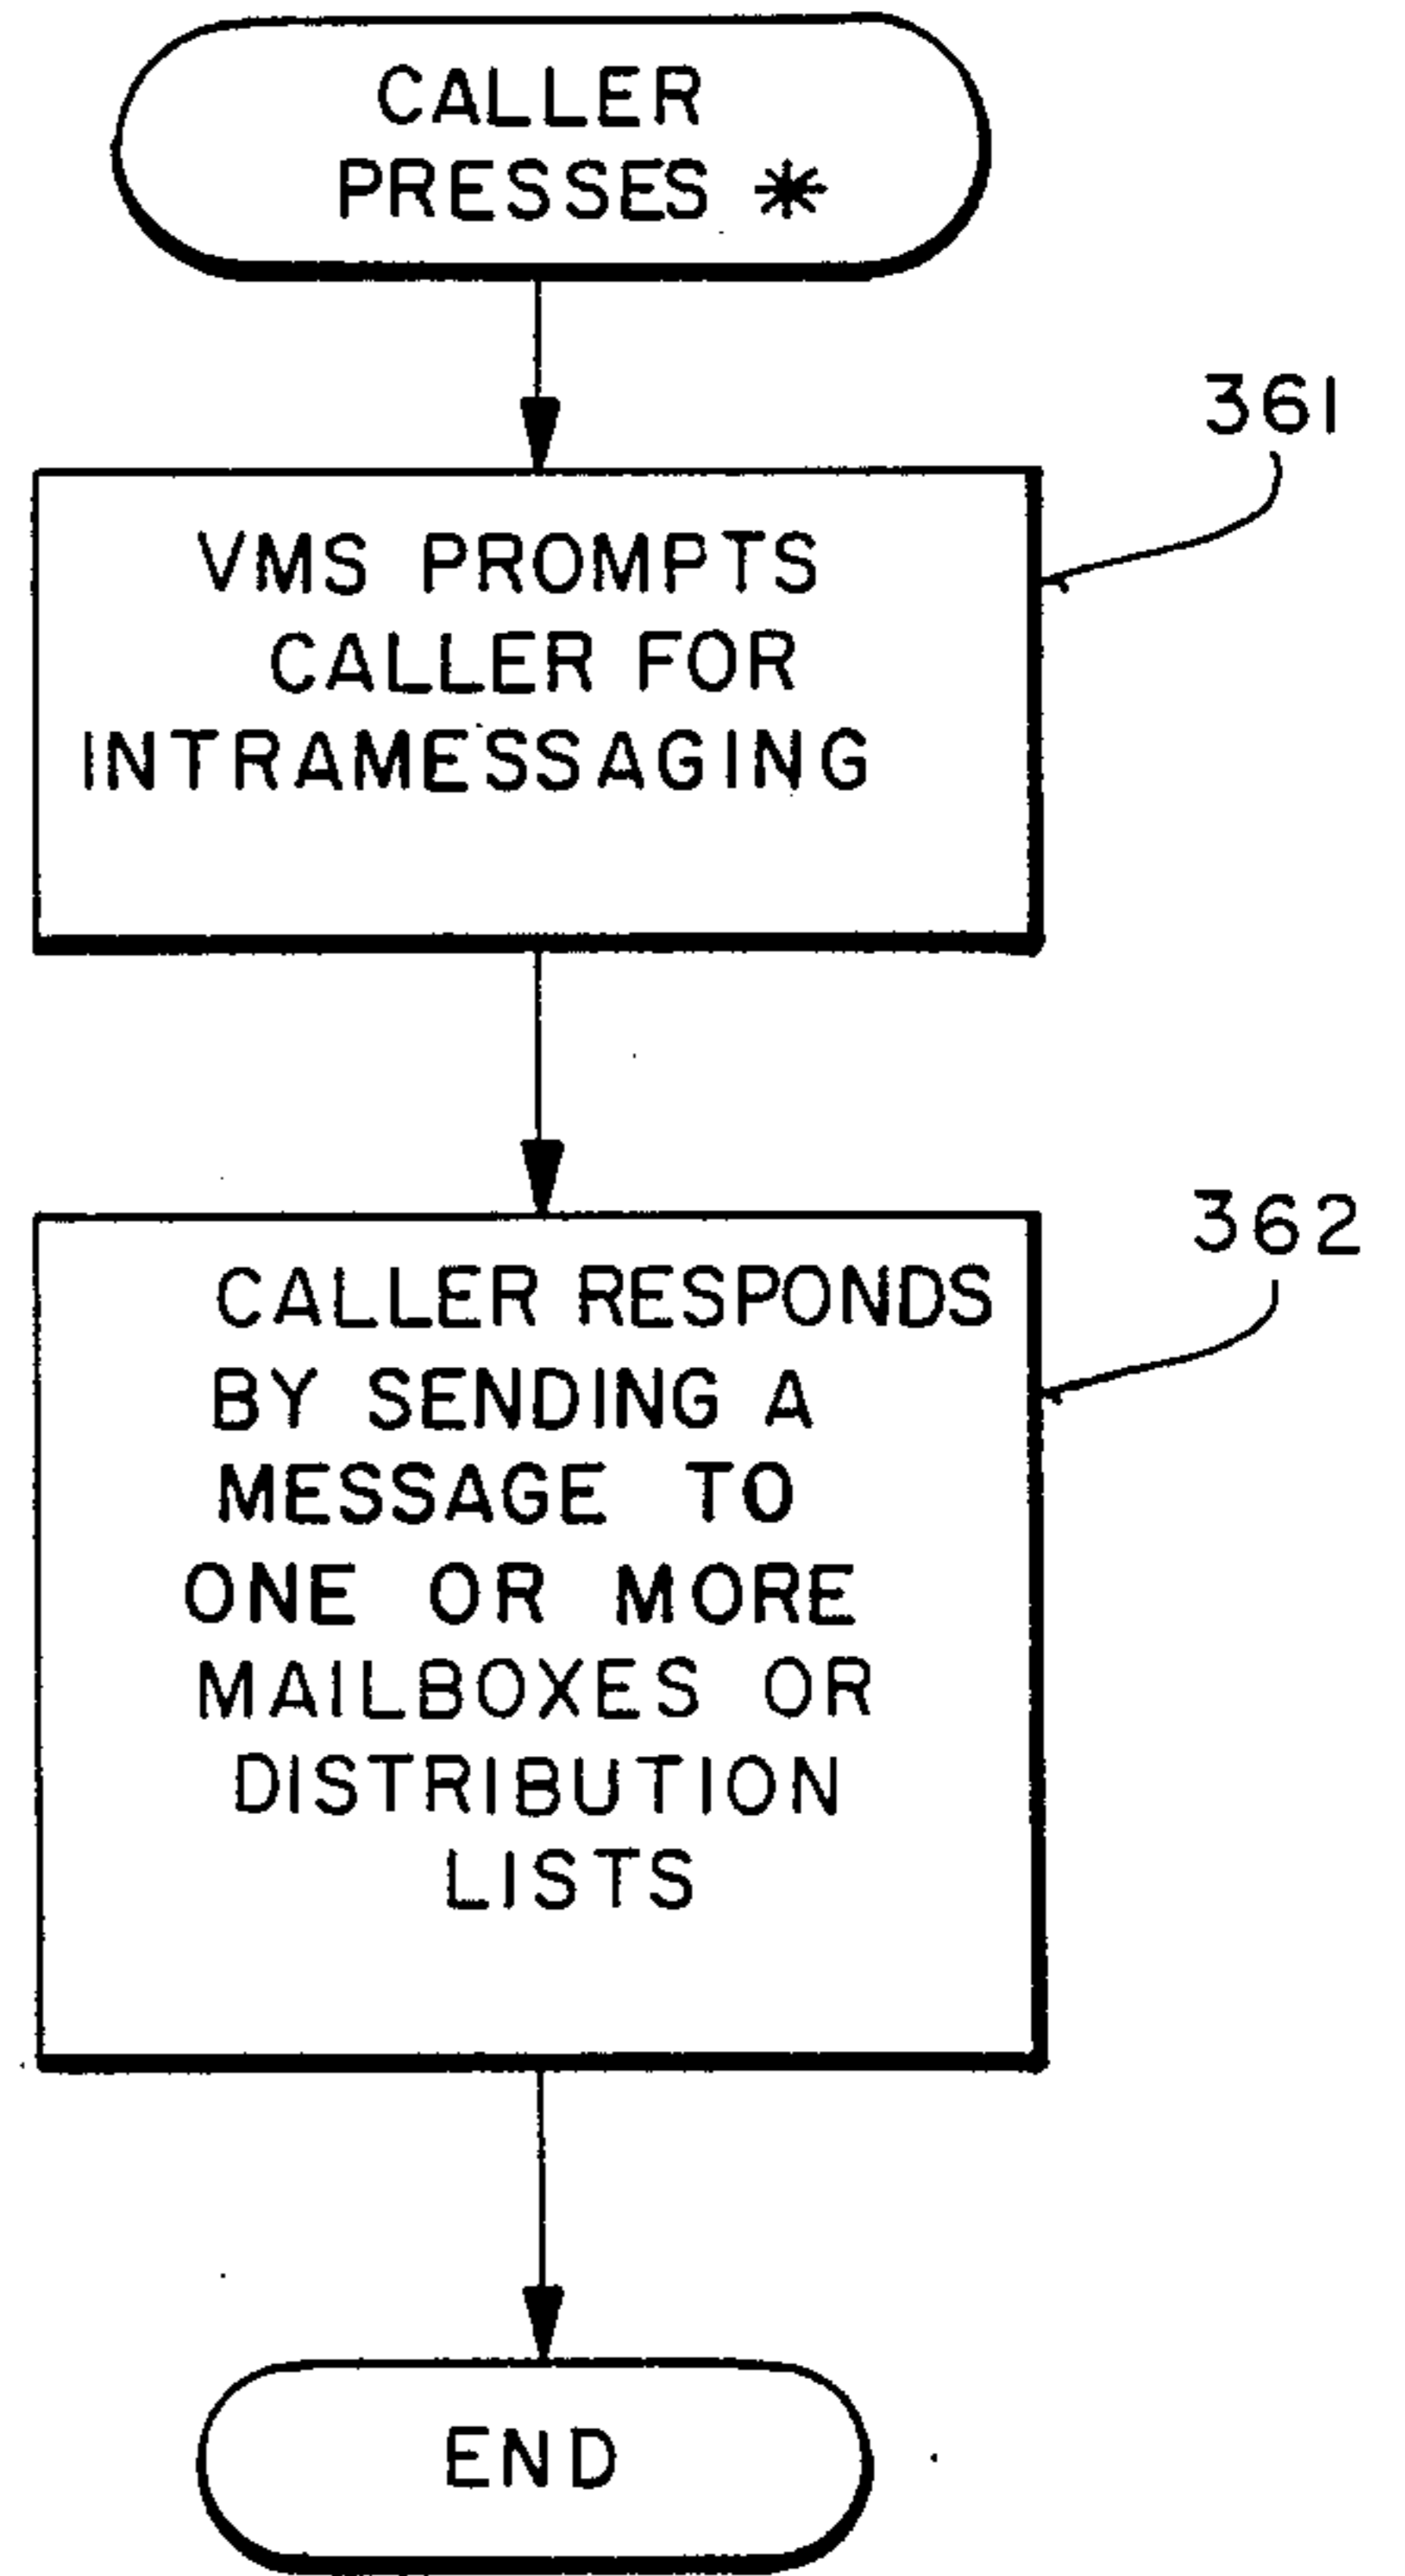 CALLER
PRESSES *
361
VMS PROMPTS
CALLER FOR
INTRAMESSAGING
362
CALLER RESPONDS
BY SENDING A
MESSAGE TO
ONE OR MORE
MAILBOXES OR
DISTRIBUTION
LISTS
END